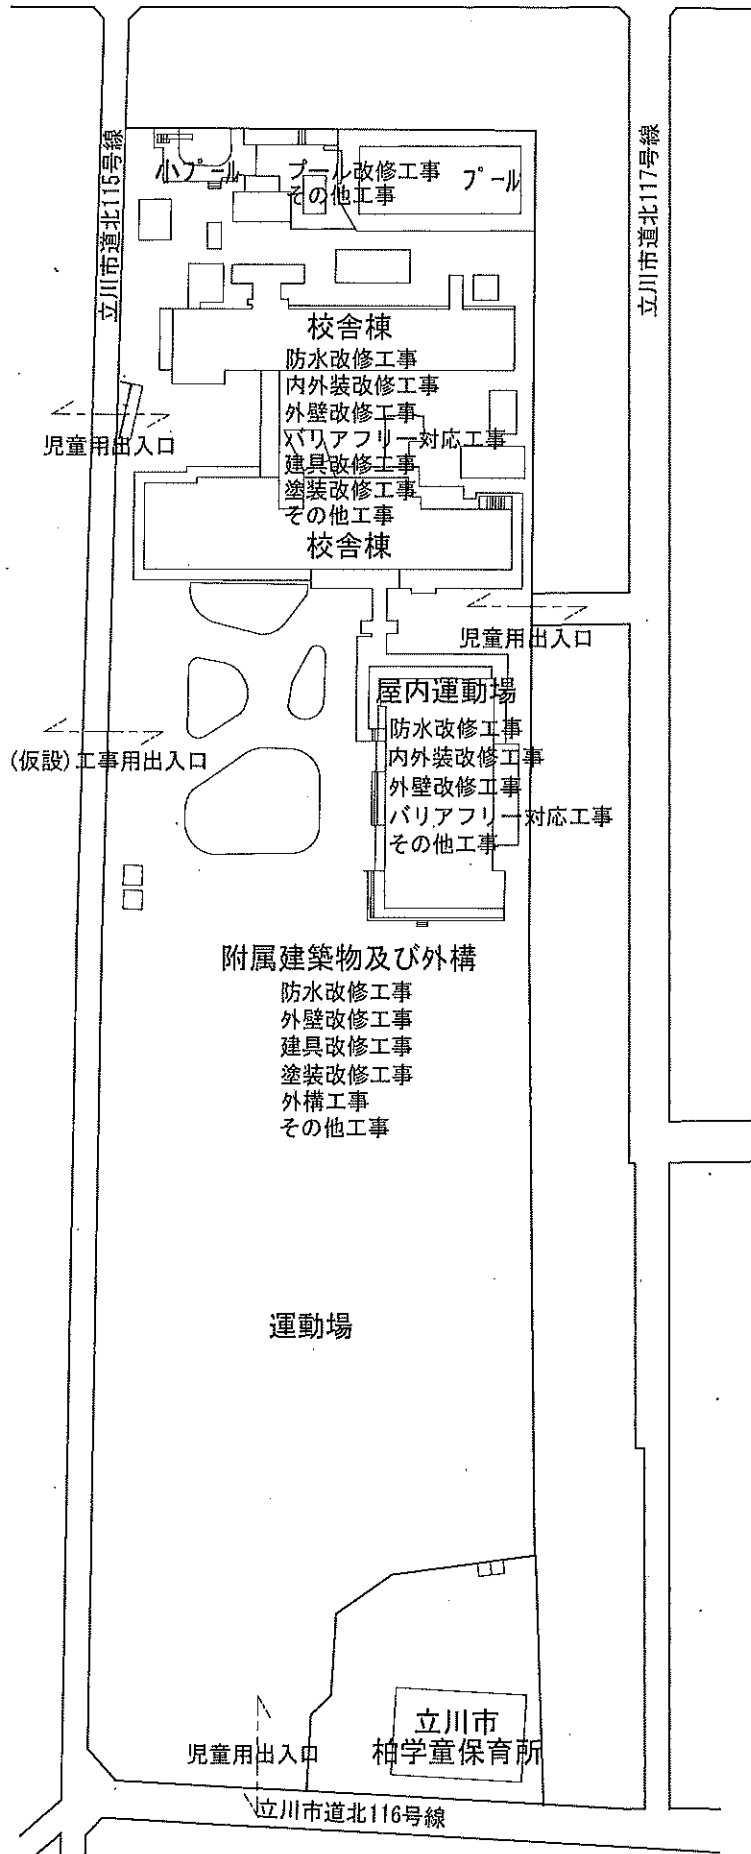 立川市道北115号線
立川市道北117号線
小プール
プール改修工事
その他工事
プール
校舎棟
防水改修工事
内外装改修工事
外壁改修工事
バリアフリー対応工事
建具改修工事
塗装改修工事
その他工事
校舎棟
児童用出入口
児童用出入口
屋内運動場
防水改修工事
内外装改修工事
外壁改修工事
バリアフリー対応工事
その他工事
(仮設)工事用出入口
附属建築物及び外構
防水改修工事
外壁改修工事
建具改修工事
塗装改修工事
外構工事
その他工事
運動場
立川市
柏学童保育所
児童用出入口
立川市道北116号線